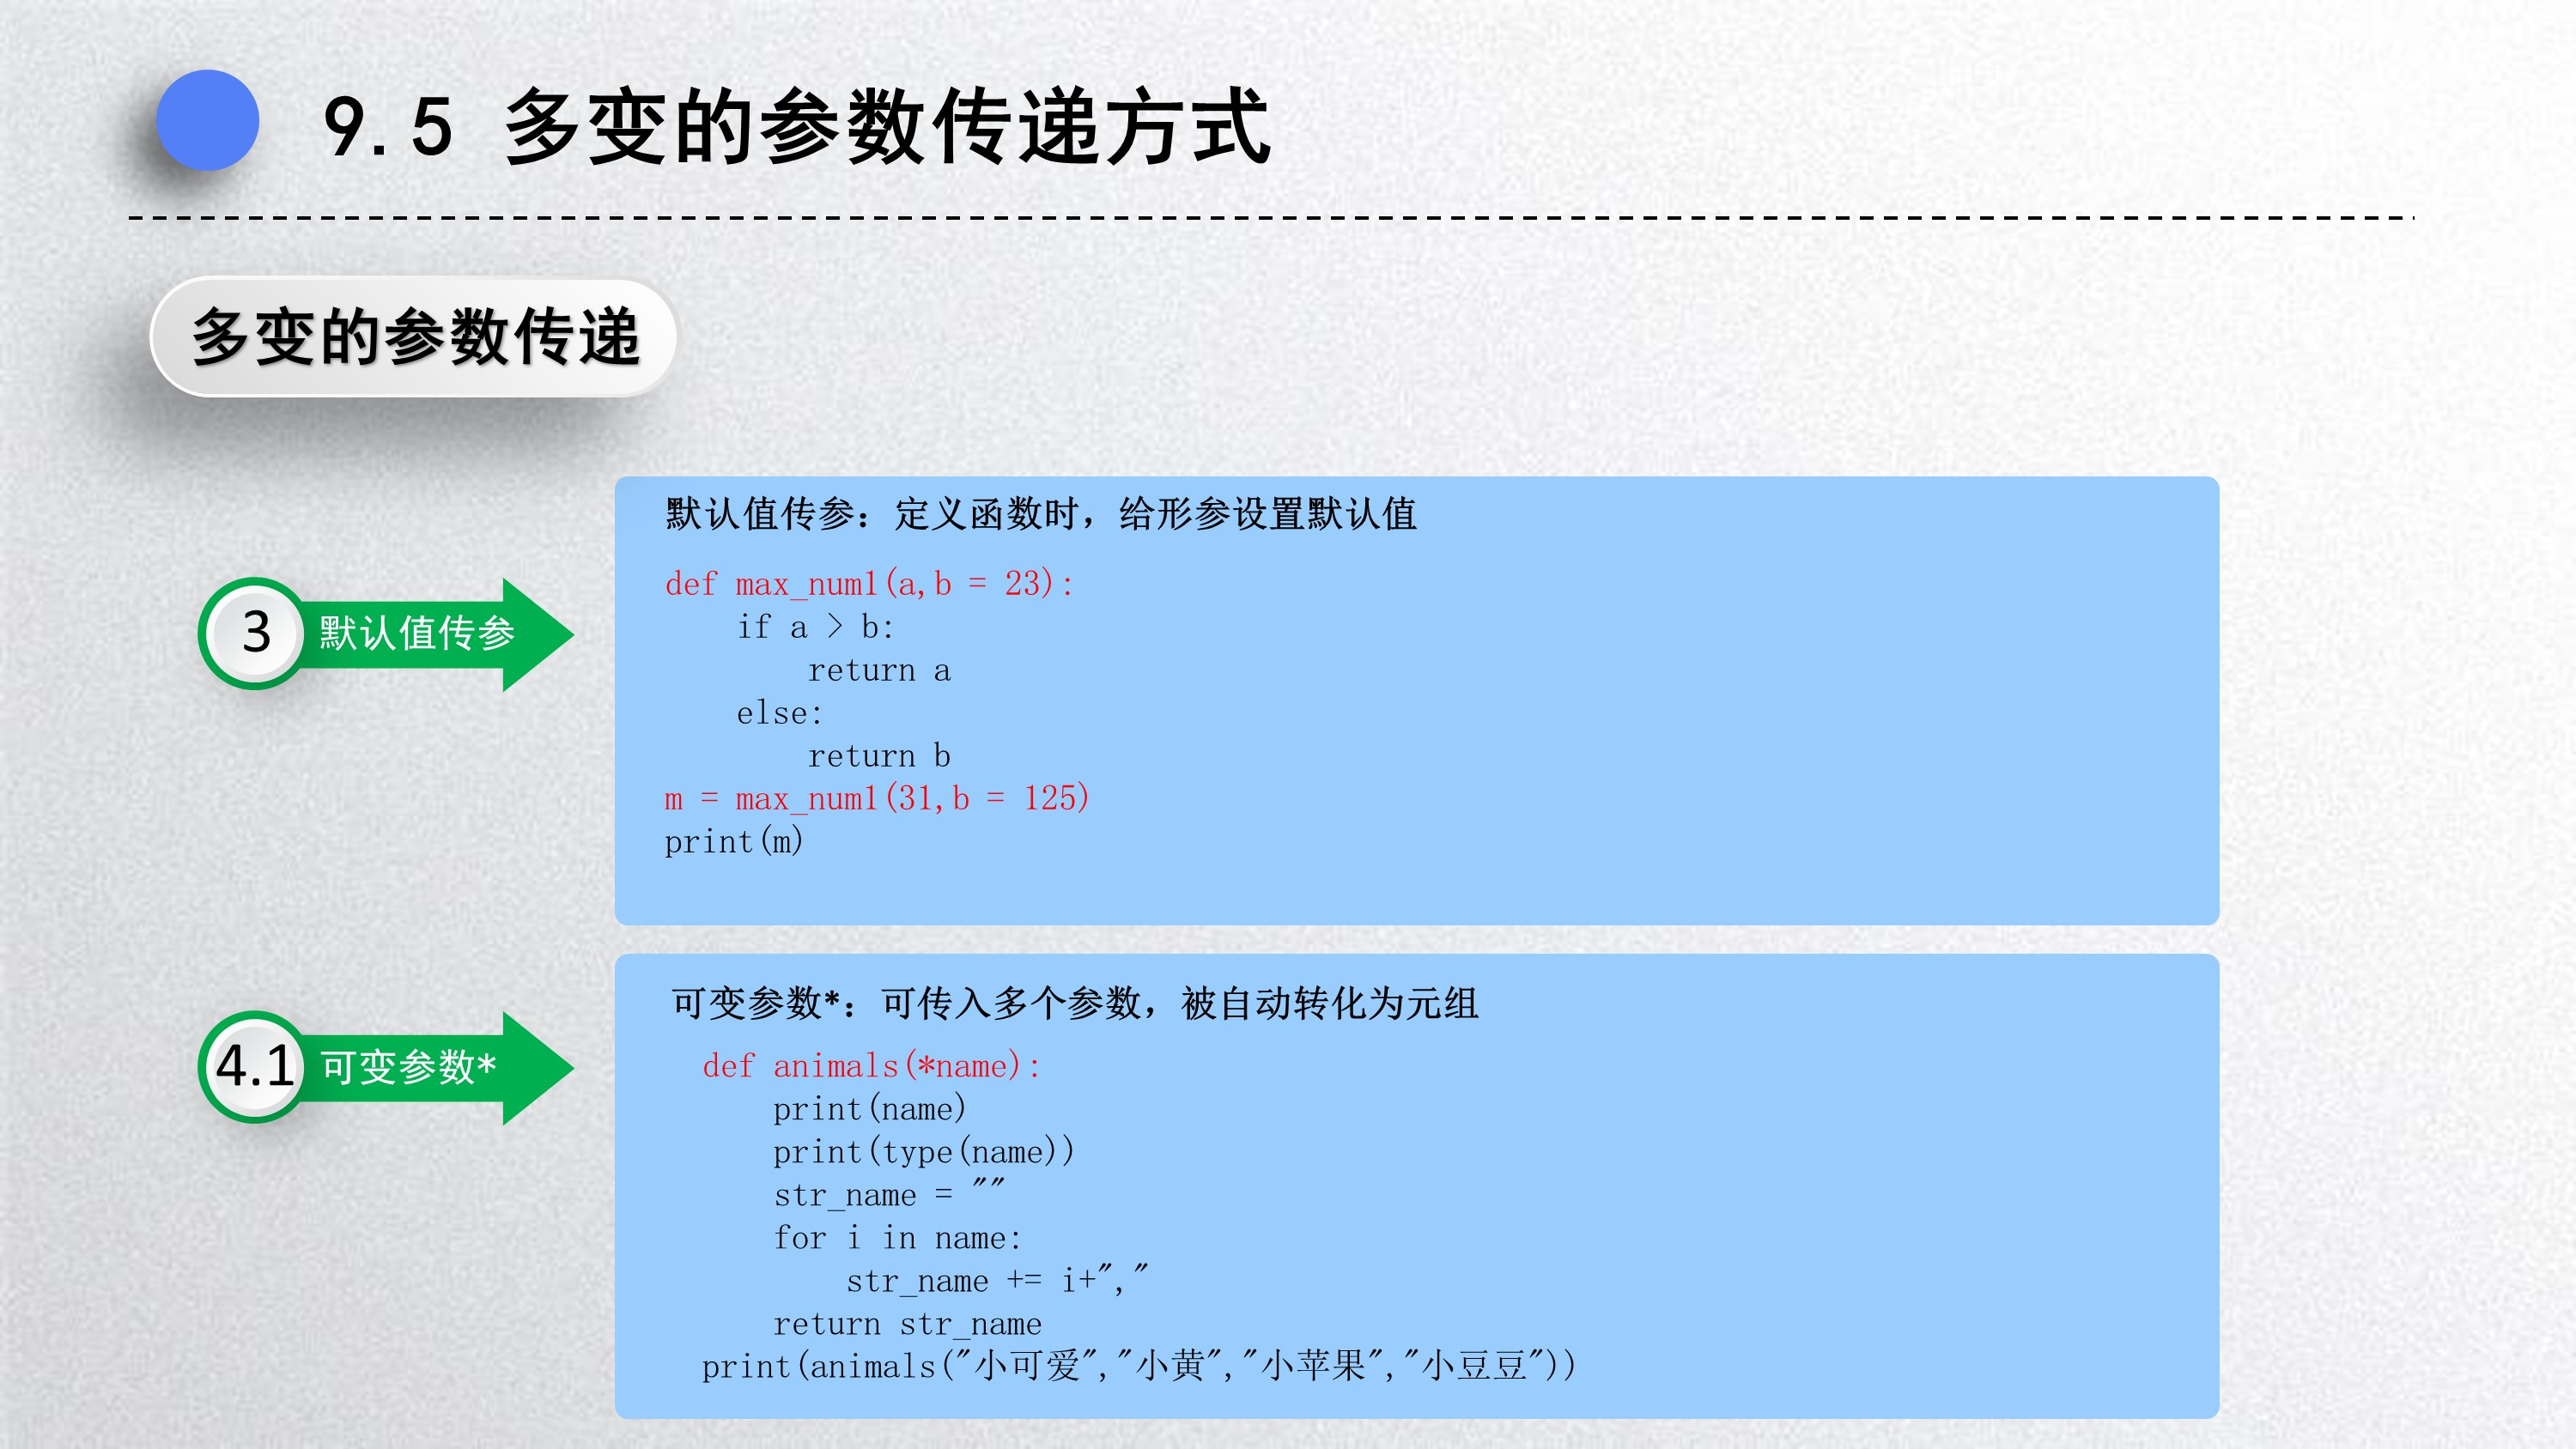 9.5 多变的参数传递方式
多变的参数传递
3 默认值传参
默认值传参：定义函数时，给形参设置默认值
def max_num1(a,b = 23):
    if a > b:
        return a
    else:
        return b
m = max_num1(31,b = 125)
print(m)
4.1 可变参数*
可变参数*：可传入多个参数，被自动转化为元组
def animals(*name):
    print(name)
    print(type(name))
    str_name = ""
    for i in name:
        str_name += i+","
    return str_name
print(animals("小可爱","小黄","小苹果","小豆豆"))